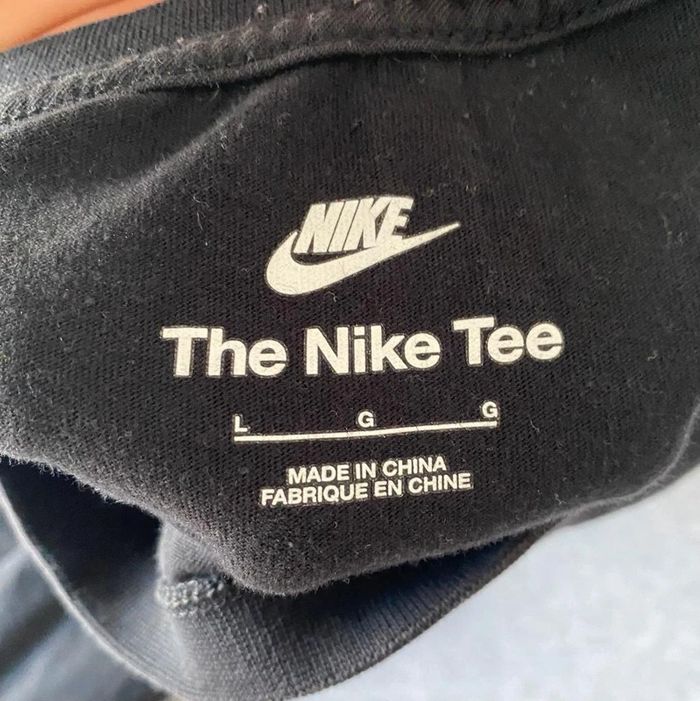 NIKE
The Nike Tee
L G G
MADE IN CHINA
FABRIQUE EN CHINE